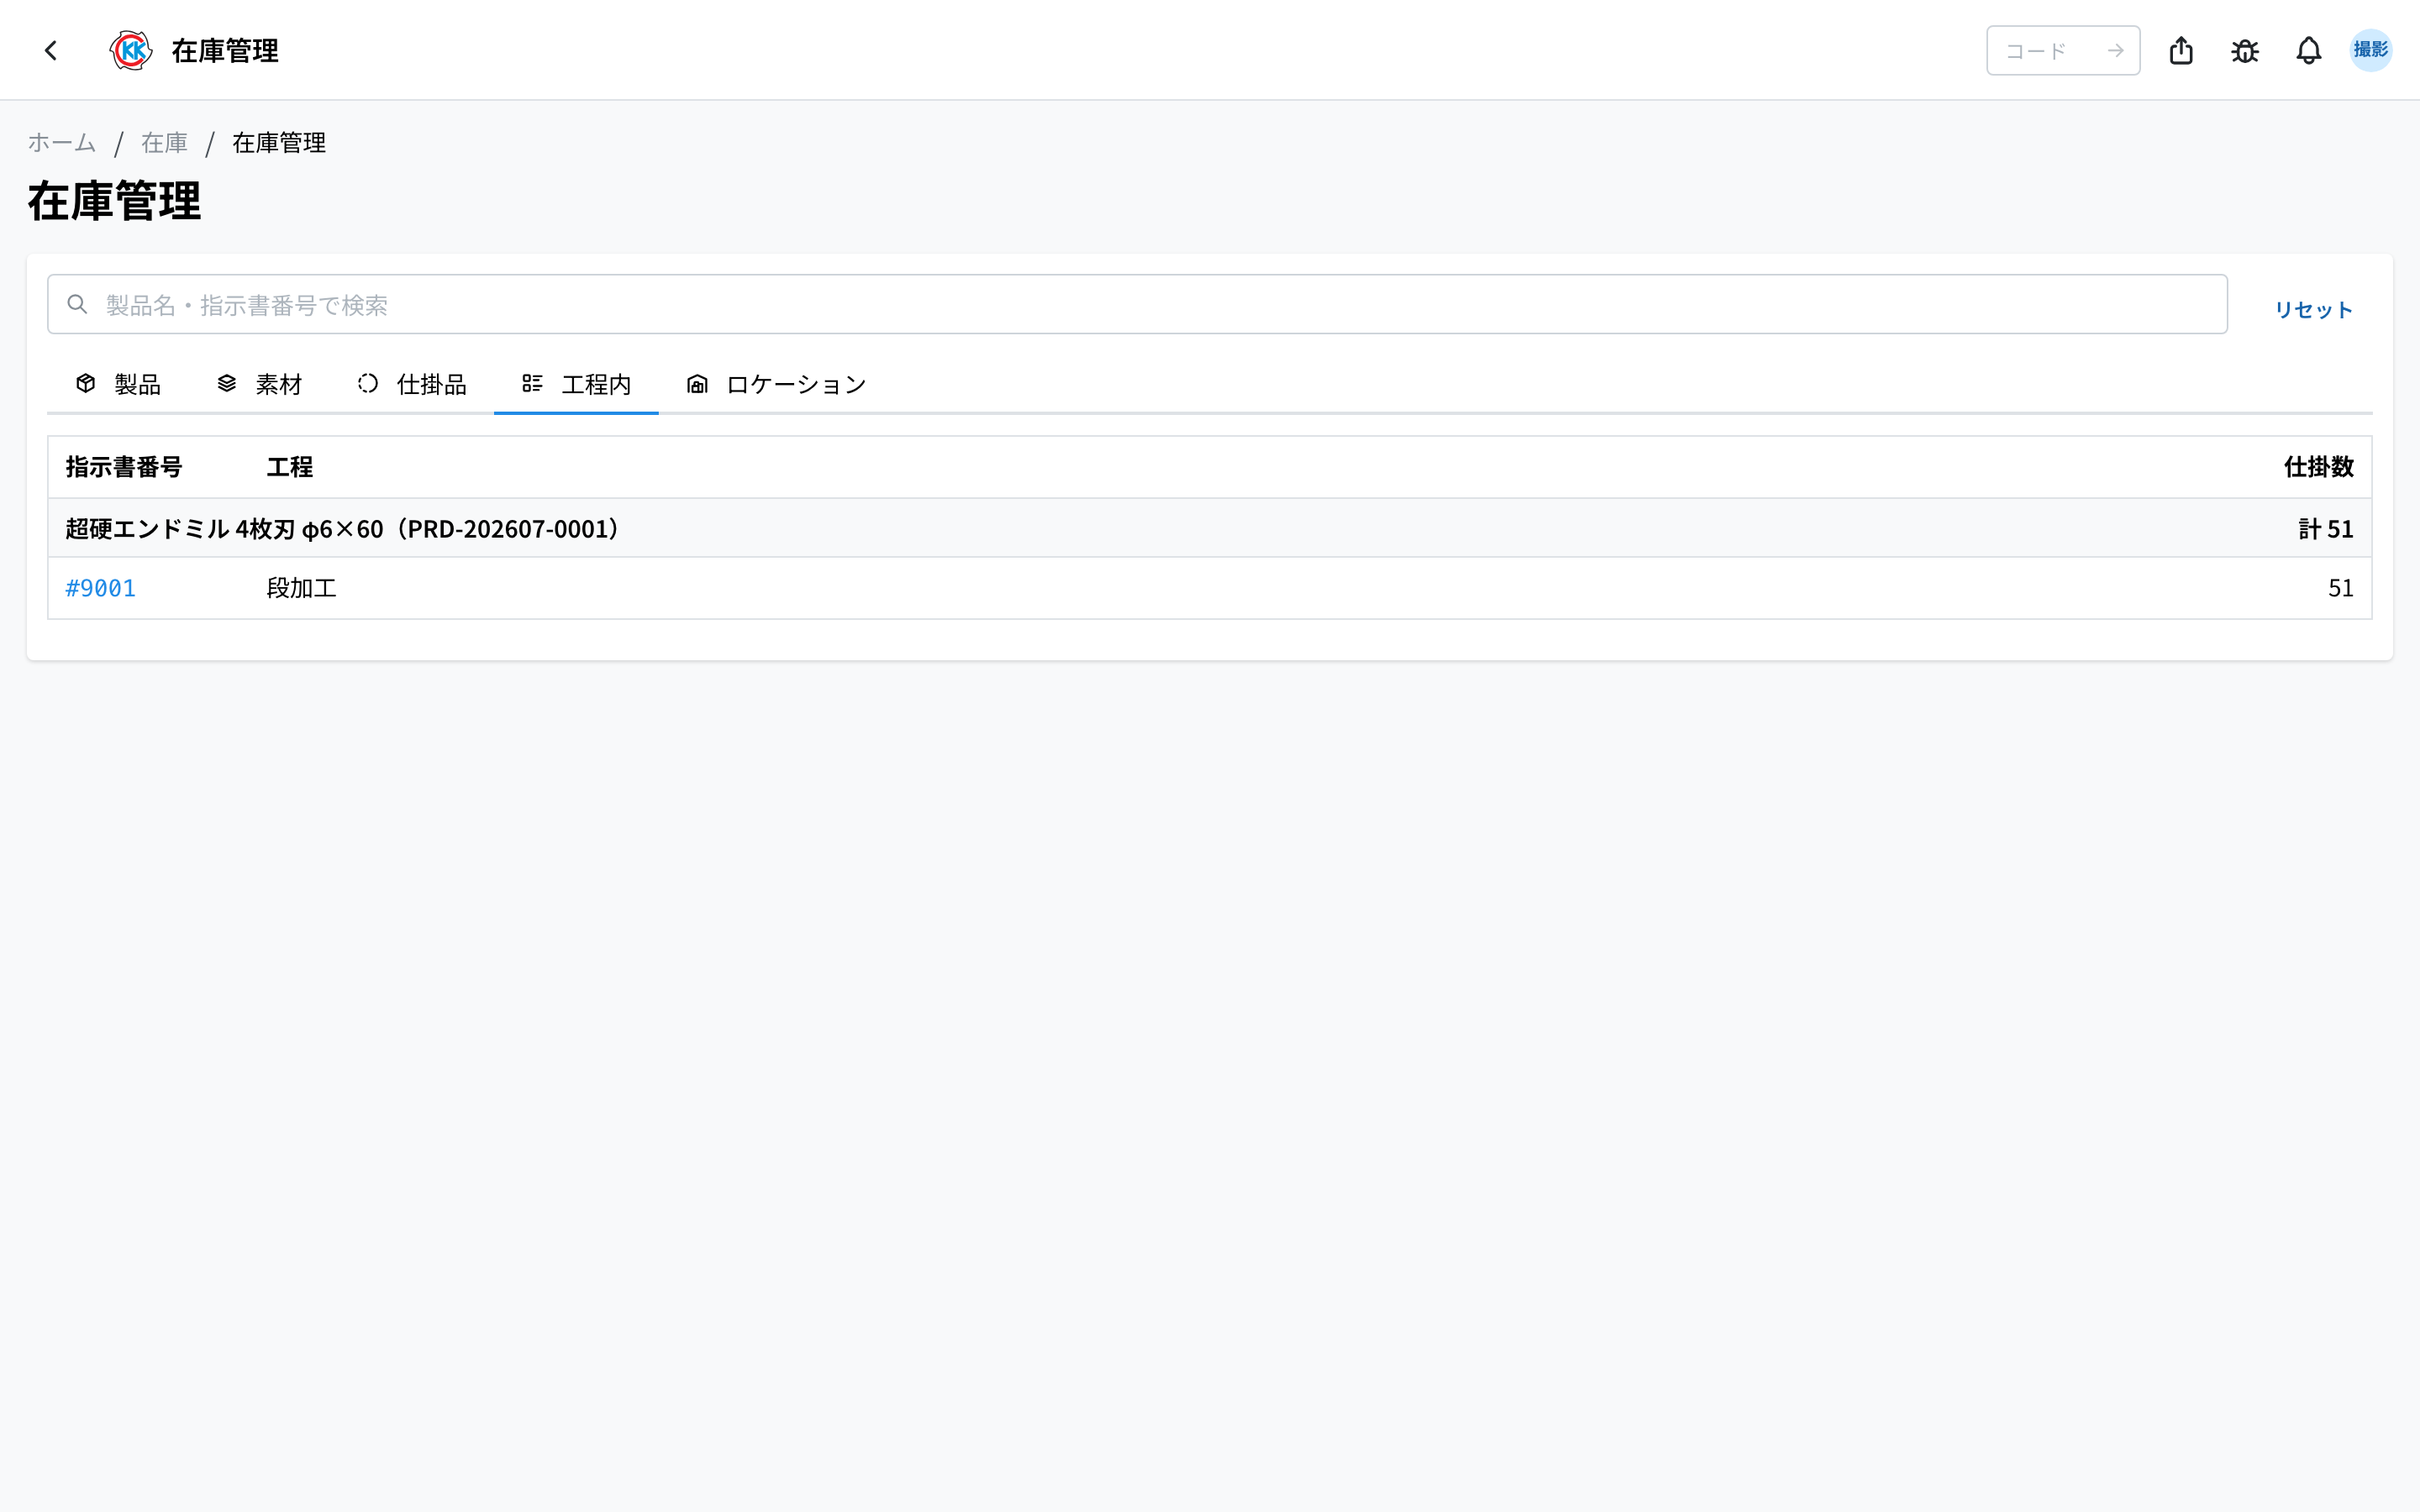 KK 在庫管理
コード
撮影
ホーム / 在庫 / 在庫管理
在庫管理
製品名・指示書番号で検索
リセット
製品 素材 仕掛品 工程内 ロケーション
指示書番号 工程 仕掛数
超硬エンドミル 4枚刃 φ6×60（PRD-202607-0001） 計 51
#9001 段加工 51